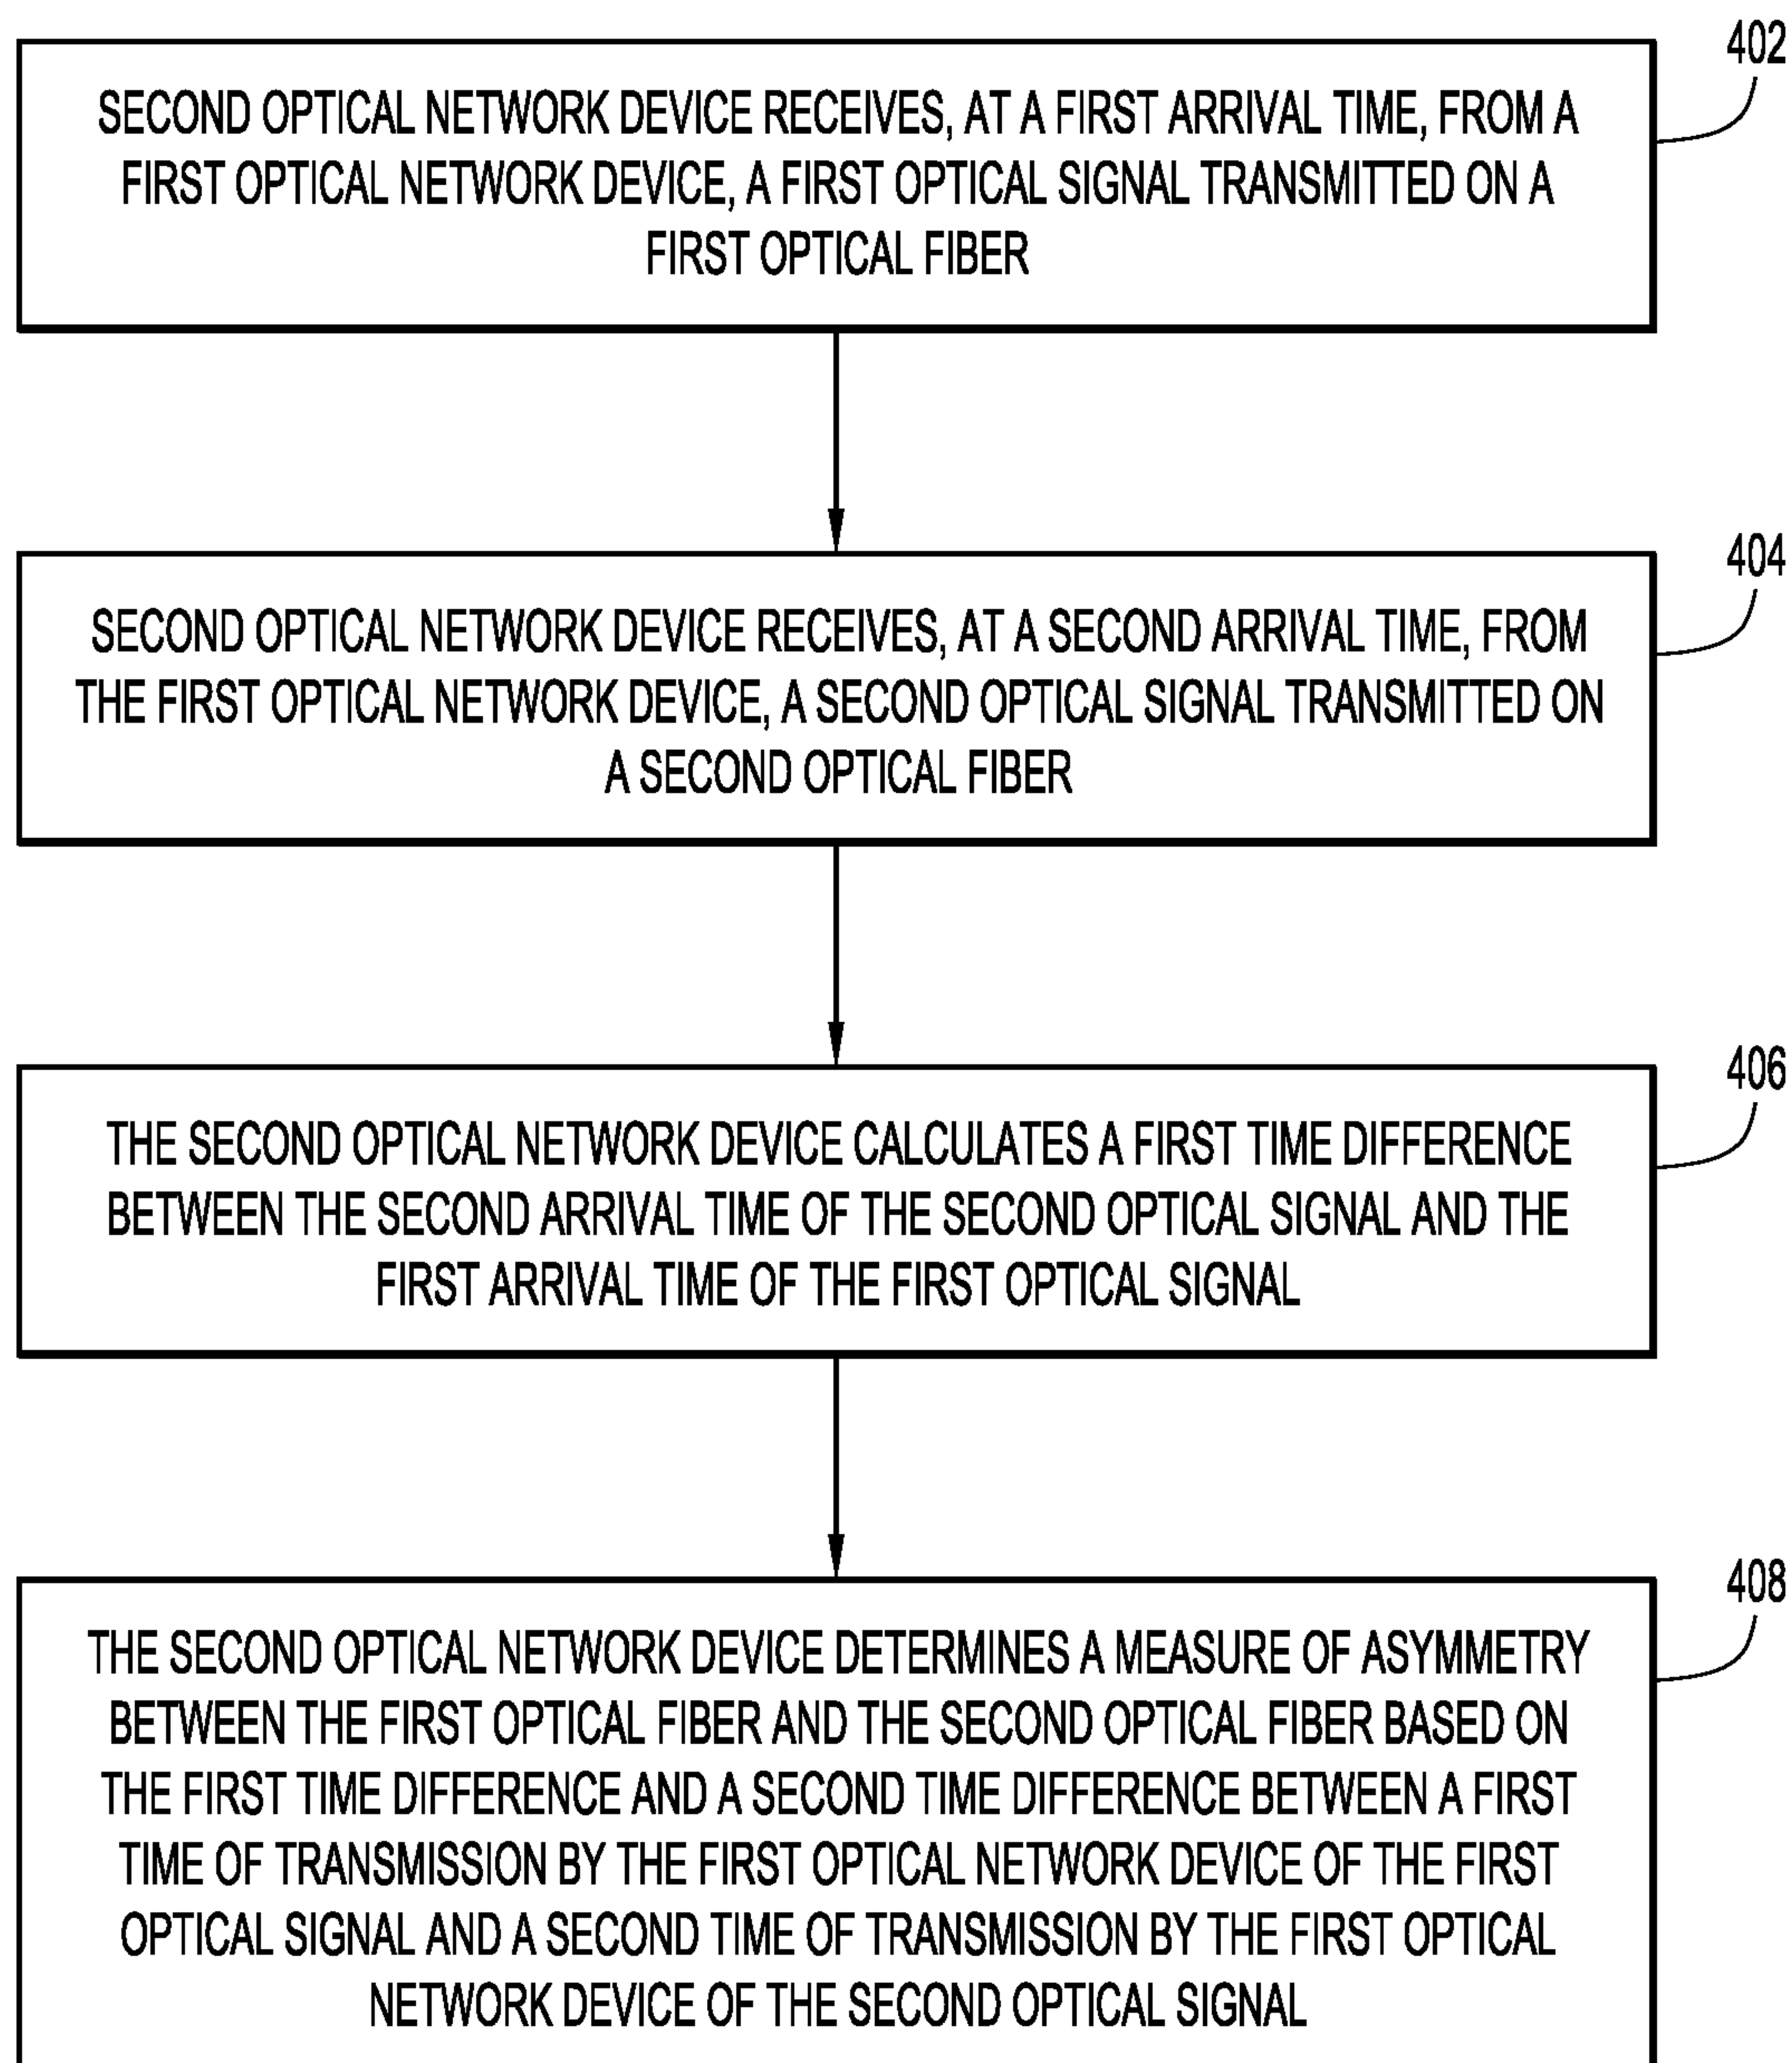 402
SECOND OPTICAL NETWORK DEVICE RECEIVES, AT A FIRST ARRIVAL TIME, FROM A
FIRST OPTICAL NETWORK DEVICE, A FIRST OPTICAL SIGNAL TRANSMITTED ON A
FIRST OPTICAL FIBER
404
SECOND OPTICAL NETWORK DEVICE RECEIVES, AT A SECOND ARRIVAL TIME, FROM
THE FIRST OPTICAL NETWORK DEVICE, A SECOND OPTICAL SIGNAL TRANSMITTED ON
A SECOND OPTICAL FIBER
406
THE SECOND OPTICAL NETWORK DEVICE CALCULATES A FIRST TIME DIFFERENCE
BETWEEN THE SECOND ARRIVAL TIME OF THE SECOND OPTICAL SIGNAL AND THE
FIRST ARRIVAL TIME OF THE FIRST OPTICAL SIGNAL
408
THE SECOND OPTICAL NETWORK DEVICE DETERMINES A MEASURE OF ASYMMETRY
BETWEEN THE FIRST OPTICAL FIBER AND THE SECOND OPTICAL FIBER BASED ON
THE FIRST TIME DIFFERENCE AND A SECOND TIME DIFFERENCE BETWEEN A FIRST
TIME OF TRANSMISSION BY THE FIRST OPTICAL NETWORK DEVICE OF THE FIRST
OPTICAL SIGNAL AND A SECOND TIME OF TRANSMISSION BY THE FIRST OPTICAL
NETWORK DEVICE OF THE SECOND OPTICAL SIGNAL